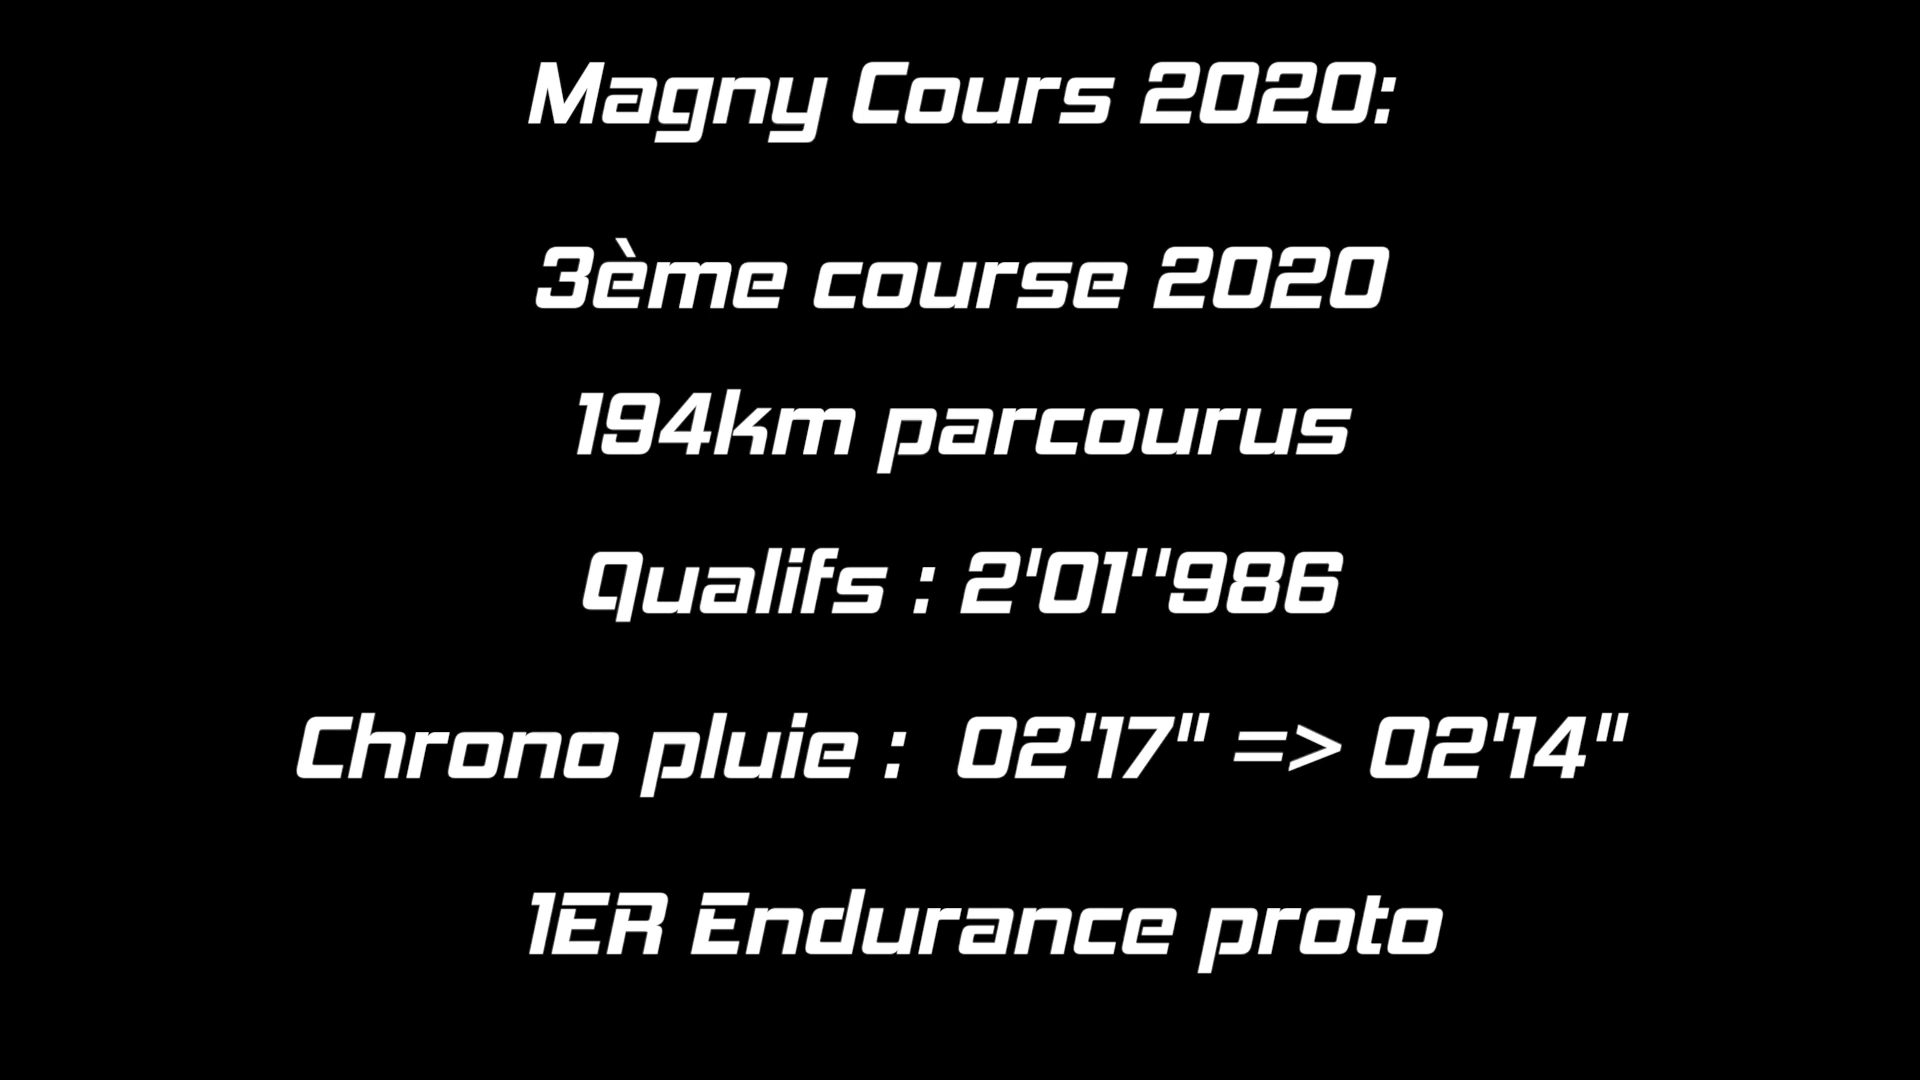 Magny Cours 2020:
3ème course 2020
194km parcourus
Qualifs : 2'01''986
Chrono pluie :  02'17" => 02'14"
1ER Endurance proto